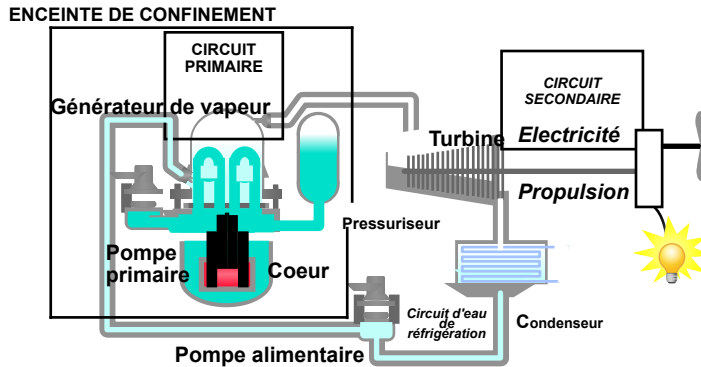 ENCEINTE DE CONFINEMENT
CIRCUIT
PRIMAIRE
CIRCUIT
SECONDAIRE
Générateur de vapeur
Turbine
Electricité
Propulsion
Pressuriseur
Pompe
primaire
Coeur
Circuit d'eau
de
réfrigération
Condenseur
Pompe alimentaire